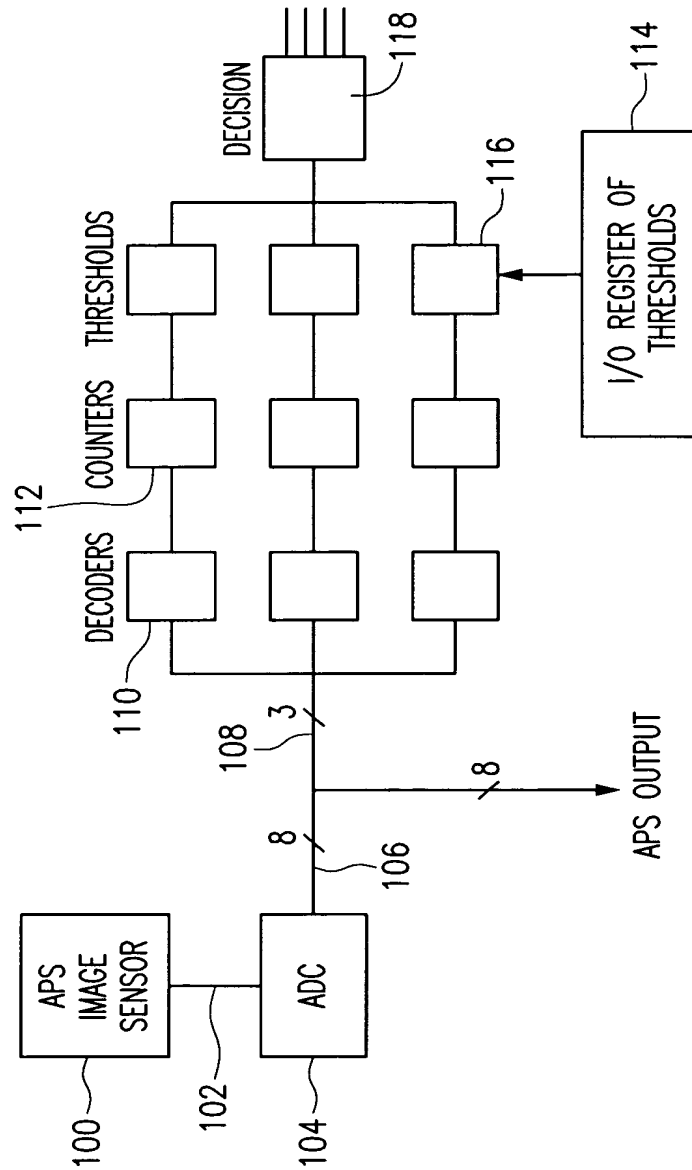 APS
IMAGE
SENSOR
100
102
ADC
104
8
106
3
108
8
APS OUTPUT
DECODERS
110
COUNTERS
112
THRESHOLDS
116
I/O REGISTER OF
THRESHOLDS
114
DECISION
118